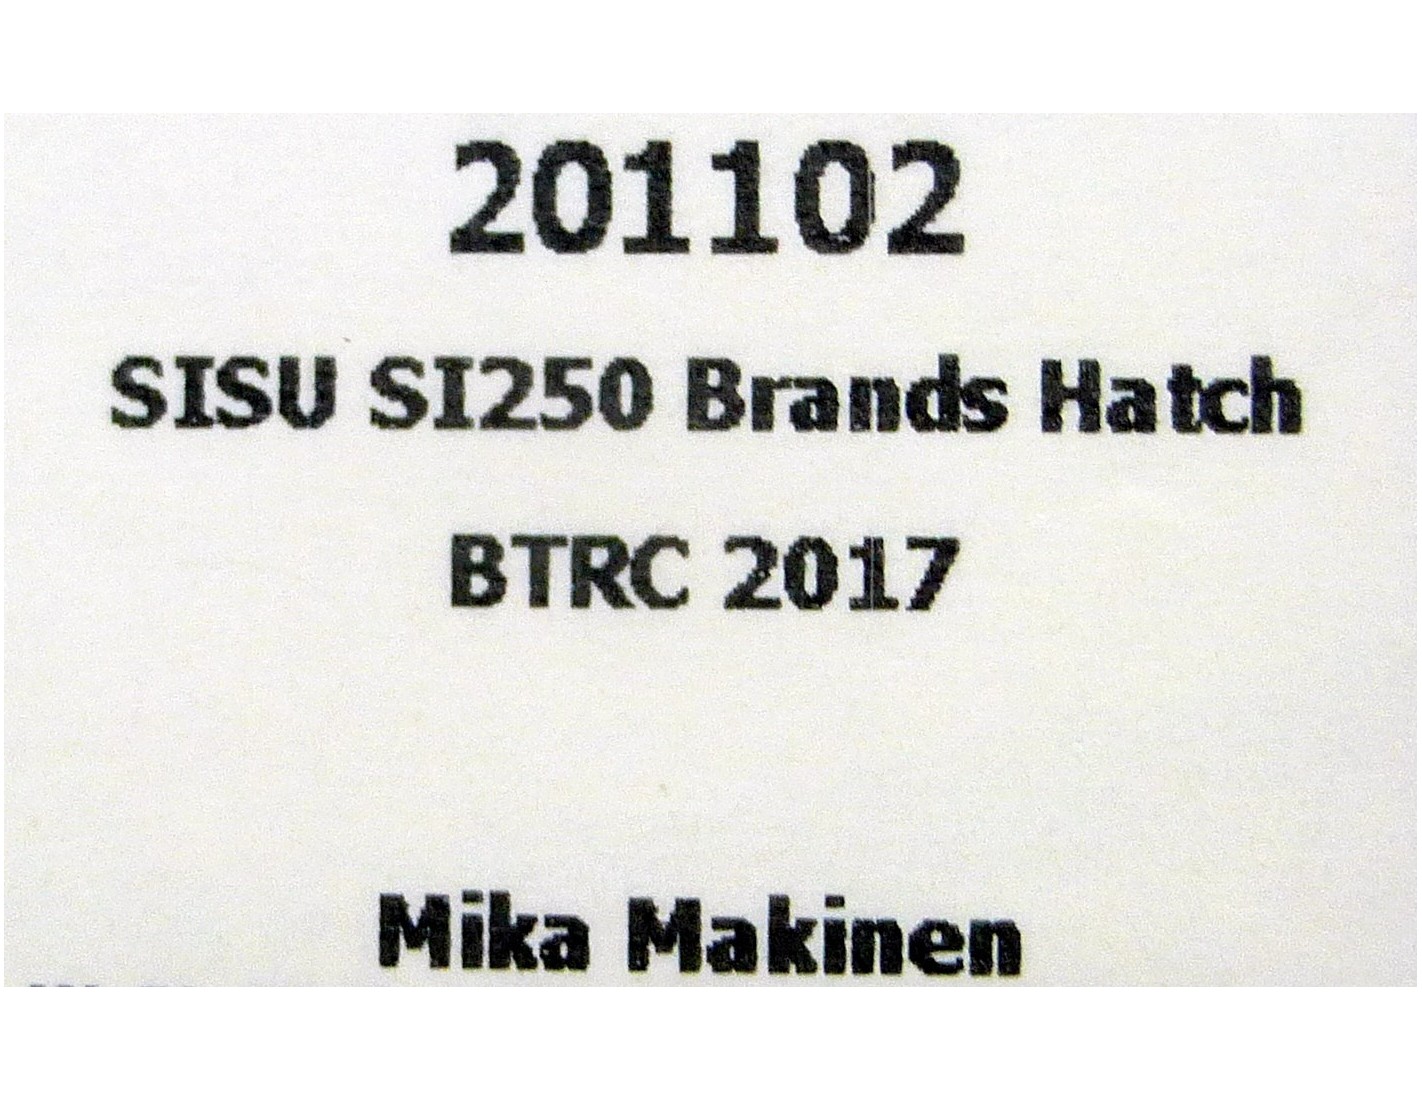 201102
SISU SI250 Brands Hatch
BTRC 2017
Mika Makinen